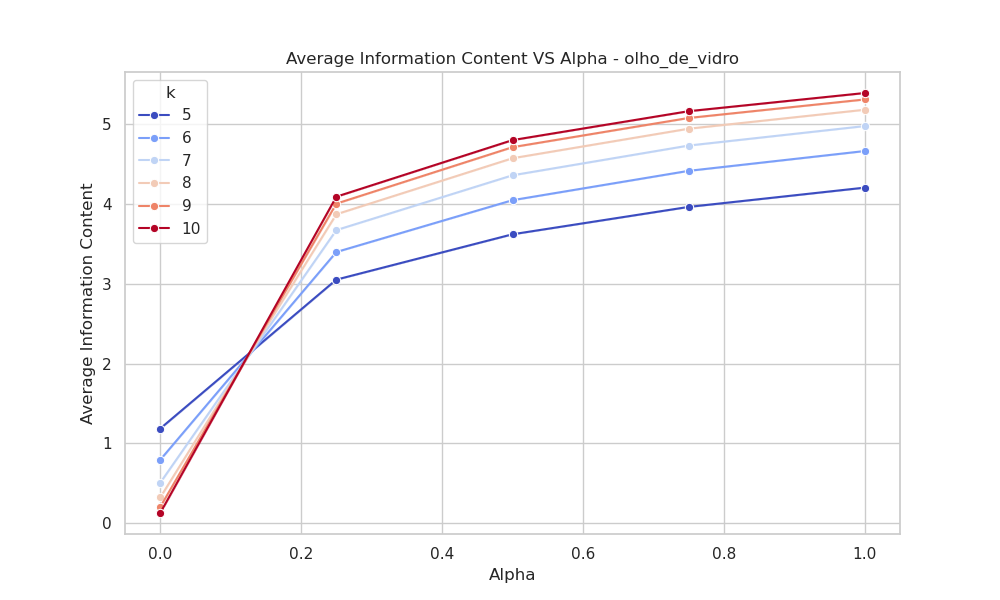 Average Information Content VS Alpha - olho_de_vidro
k
5
6
7
8
9
10
Average Information Content
5
4
3
2
1
0
0.0 0.2 0.4 0.6 0.8 1.0
Alpha